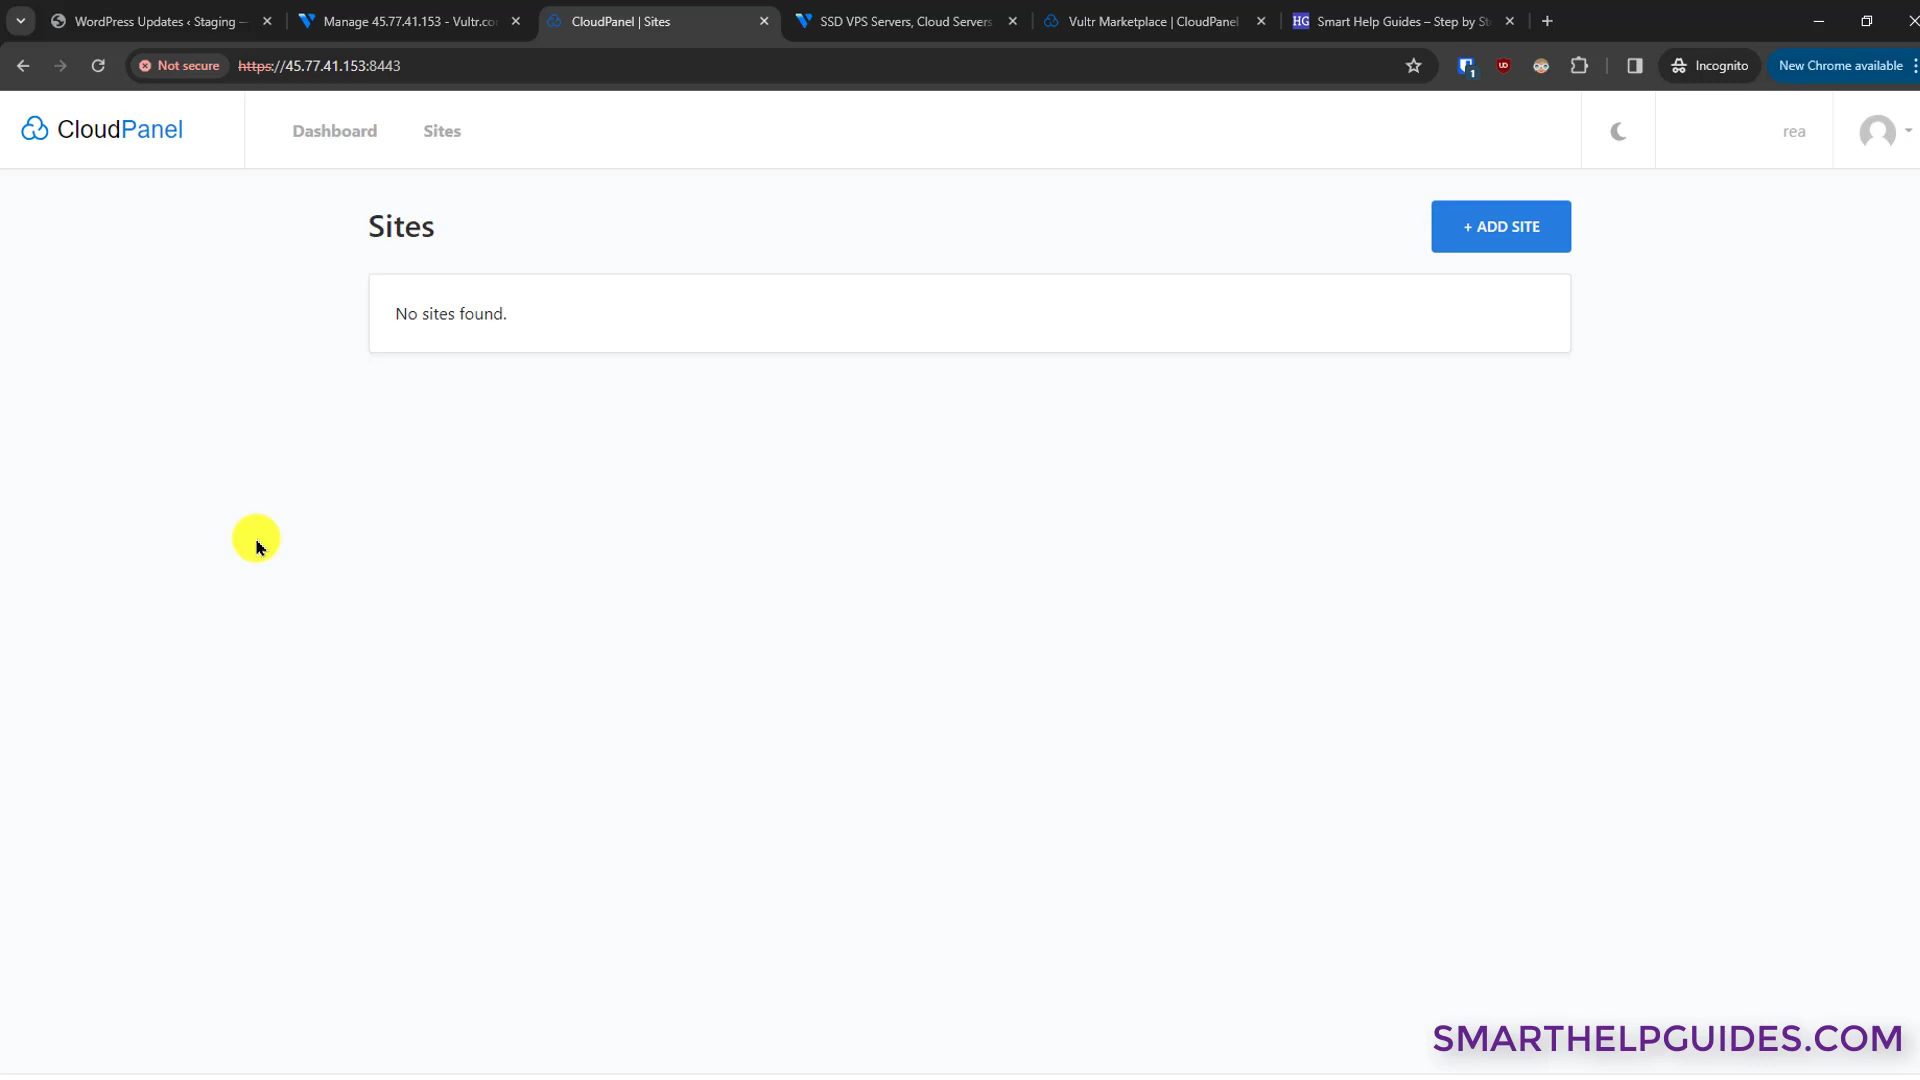 WordPress Updates ‹ Staging —
Manage 45.77.41.153 - Vultr.co
CloudPanel | Sites
SSD VPS Servers, Cloud Servers
Vultr Marketplace | CloudPanel
HG Smart Help Guides – Step by St
Not secure https://45.77.41.153:8443
1
UD
Incognito
New Chrome available
CloudPanel
Dashboard
Sites
rea
Sites
+ ADD SITE
No sites found.
SMARTHELPGUIDES.COM